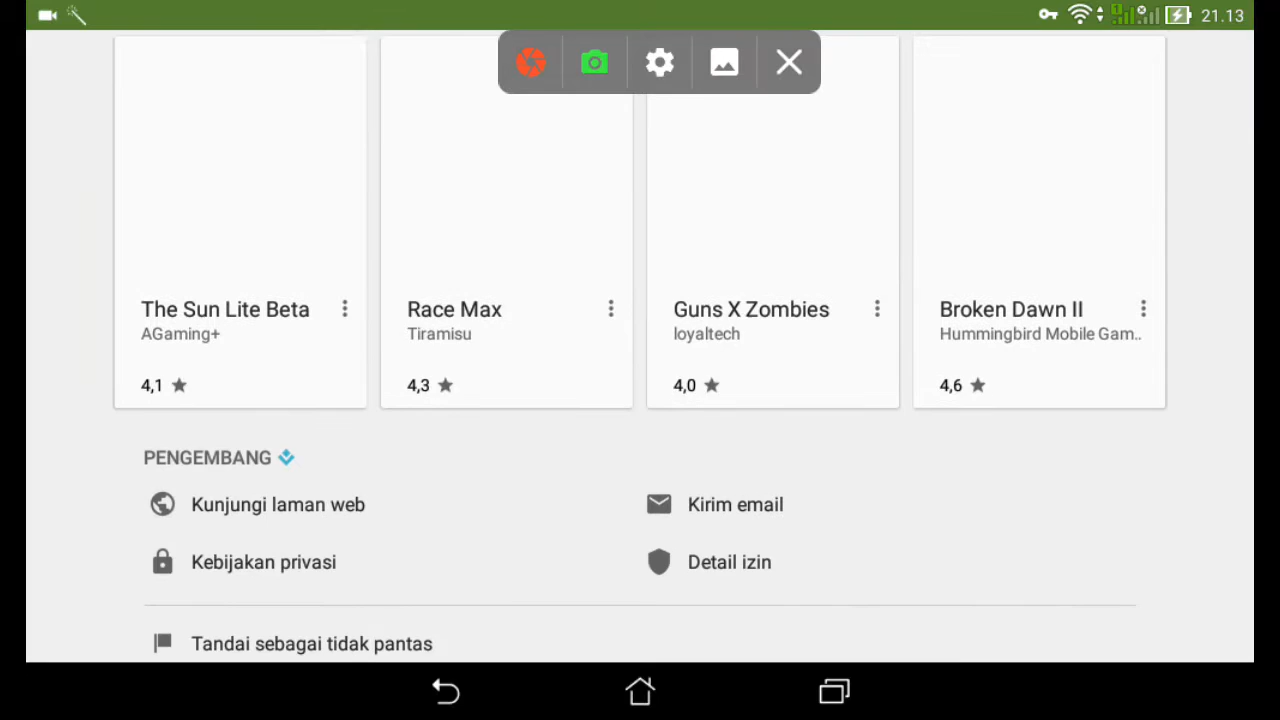 21.13
The Sun Lite Beta
AGaming+
4,1
Race Max
Tiramisu
4,3
Guns X Zombies
loyaltech
4,0
Broken Dawn II
Hummingbird Mobile Gam..
4,6
PENGEMBANG
Kunjungi laman web
Kirim email
Kebijakan privasi
Detail izin
Tandai sebagai tidak pantas